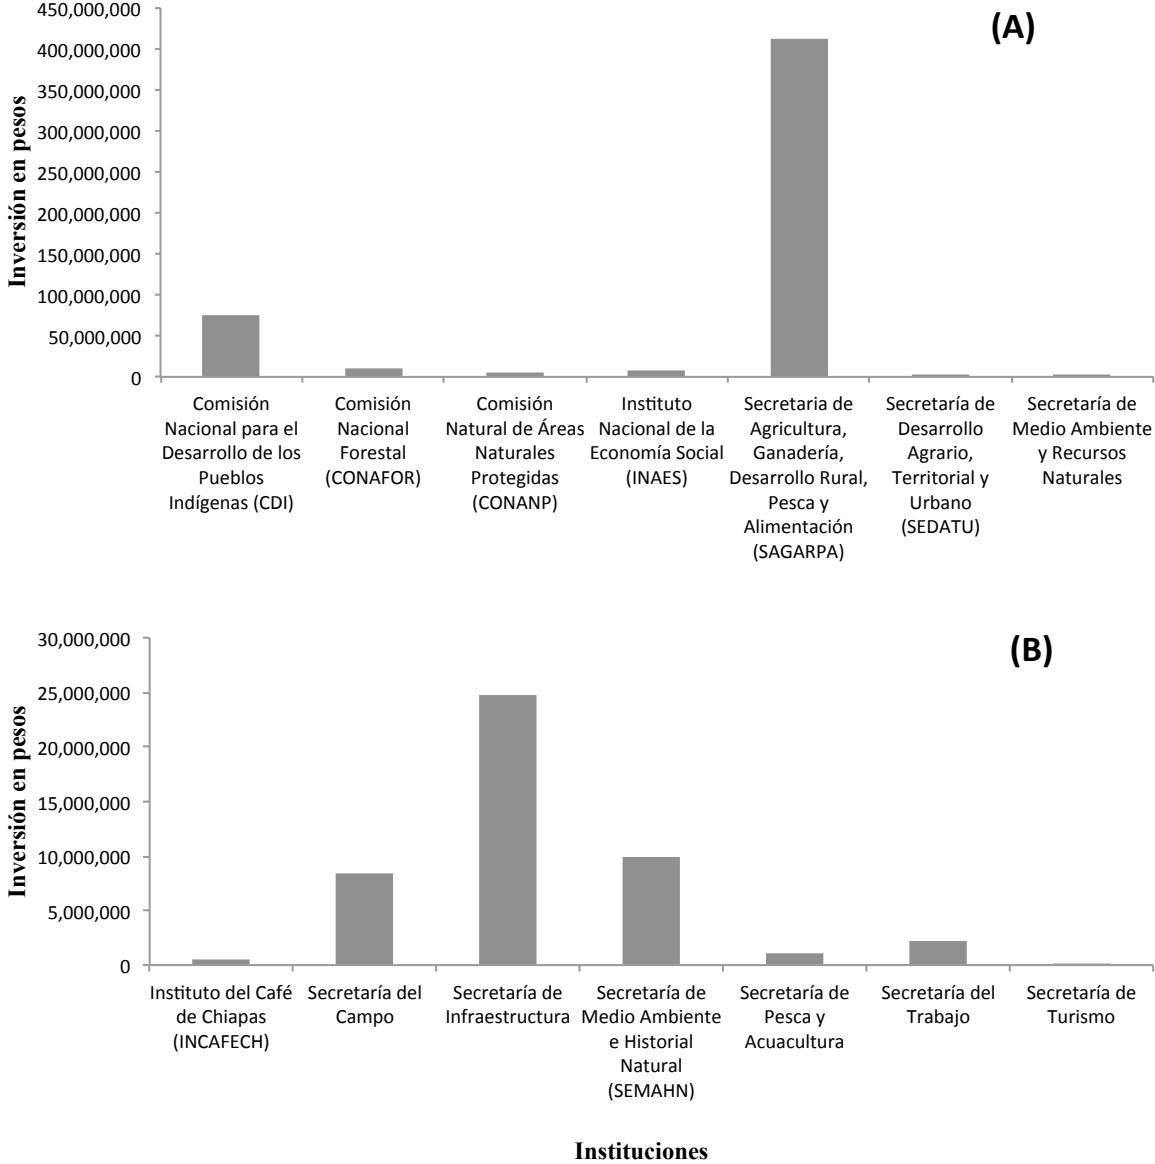 (A)
Inversión en pesos
450,000,000
400,000,000
350,000,000
300,000,000
250,000,000
200,000,000
150,000,000
100,000,000
50,000,000
0
Comisión
Nacional para el
Desarrollo de los
Pueblos
Indígenas (CDI)
Comisión
Nacional
Forestal
(CONAFOR)
Comisión
Natural de Áreas
Naturales
Protegidas
(CONANP)
Instituto
Nacional de la
Economía Social
(INAES)
Secretaria de
Agricultura,
Ganadería,
Desarrollo Rural,
Pesca y
Alimentación
(SAGARPA)
Secretaría de
Desarrollo
Agrario,
Territorial y
Urbano
(SEDATU)
Secretaría de
Medio Ambiente
y Recursos
Naturales
(B)
Inversión en pesos
30,000,000
25,000,000
20,000,000
15,000,000
10,000,000
5,000,000
0
Instituto del Café
de Chiapas
(INCAFECH)
Secretaría del
Campo
Secretaría de
Infraestructura
Secretaría de
Medio Ambiente
e Historial
Natural
(SEMAHN)
Secretaría de
Pesca y
Acuacultura
Secretaría del
Trabajo
Secretaría de
Turismo
Instituciones